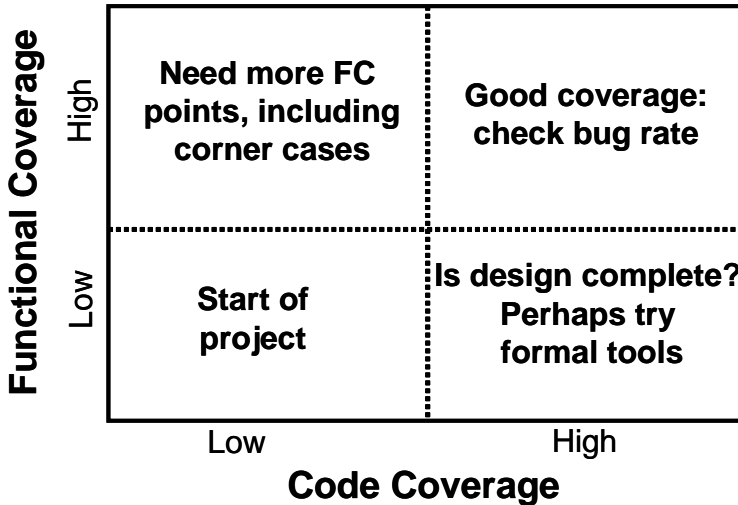 Functional Coverage
High
Low
Need more FC
points, including
corner cases
Good coverage:
check bug rate
Start of
project
Is design complete?
Perhaps try
formal tools
Low
High
Code Coverage